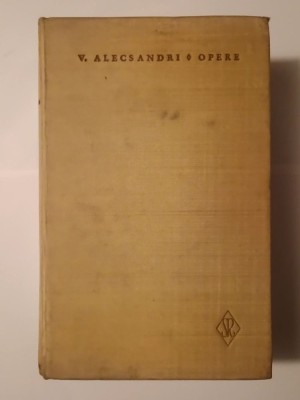 V. ALECSANDRI ⚬ OPERE